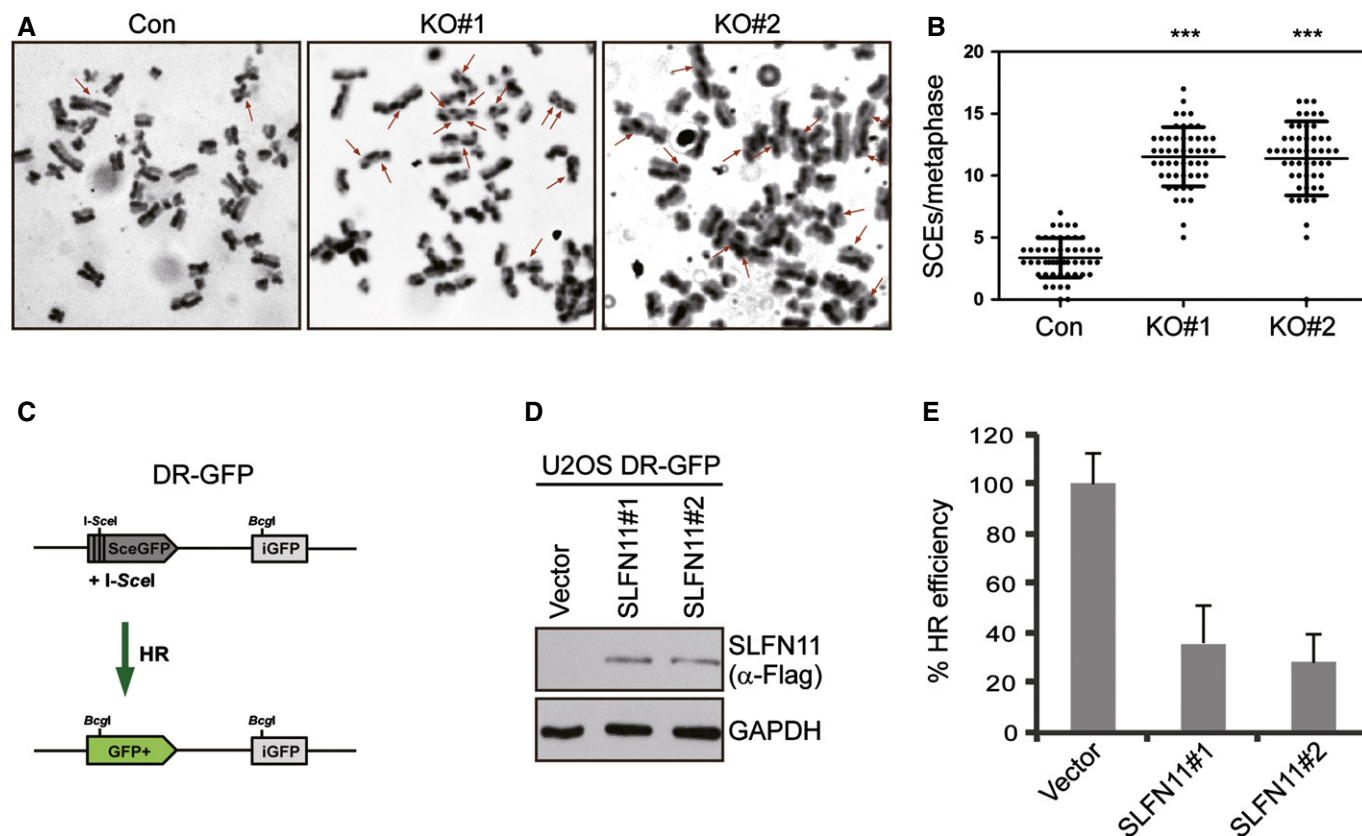 A
Con
KO#1
KO#2
B
***
***
SCEs/metaphase
20
15
10
5
0
Con
KO#1
KO#2
C
DR-GFP
I-SceI
BcgI
SceGFP
iGFP
+ I-SceI
HR
BcgI
BcgI
GFP+
iGFP
D
U2OS DR-GFP
Vector
SLFN11#1
SLFN11#2
SLFN11
(α-Flag)
GAPDH
E
% HR efficiency
120
100
80
60
40
20
0
Vector
SLFN11#1
SLFN11#2